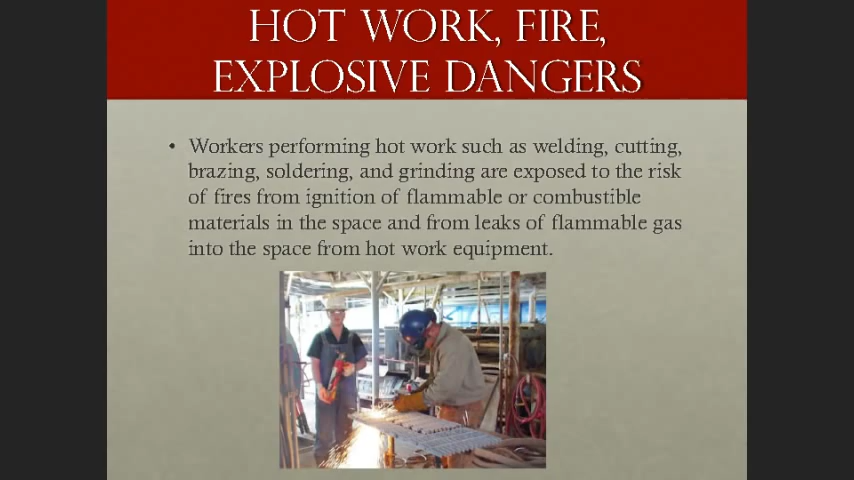 HOT WORK, FIRE,
EXPLOSIVE DANGERS
• Workers performing hot work such as welding, cutting,
brazing, soldering, and grinding are exposed to the risk
of fires from ignition of flammable or combustible
materials in the space and from leaks of flammable gas
into the space from hot work equipment.